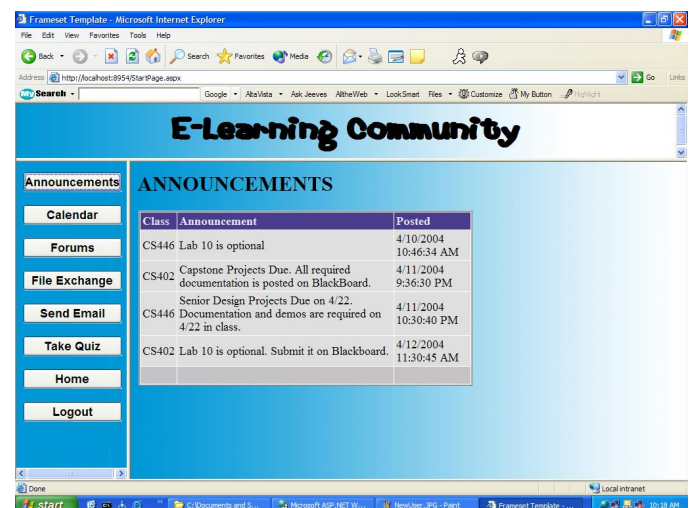 Frameset Template - Microsoft Internet Explorer
File Edit View Favorites Tools Help
Back Search Favorites Media
Address http://localhost:8954/StartPage.aspx Go Links
My Search Google AltaVista Ask Jeeves AlltheWeb LookSmart Files Customize My Button Highlight
E-Learning Community
Announcements
Calendar
Forums
File Exchange
Send Email
Take Quiz
Home
Logout
ANNOUNCEMENTS
Class Announcement Posted
CS446 Lab 10 is optional 4/10/2004
10:46:34 AM
CS402 Capstone Projects Due. All required
documentation is posted on BlackBoard. 4/11/2004
9:36:30 PM
CS446 Senior Design Projects Due on 4/22.
Documentation and demos are required on
4/22 in class. 4/11/2004
10:30:40 PM
CS402 Lab 10 is optional. Submit it on Blackboard. 4/12/2004
11:30:45 AM
Done Local intranet
start C:\Documents and S... Microsoft ASP.NET W... NewUser.JPG - Paint Frameset Template - ... 10:18 AM